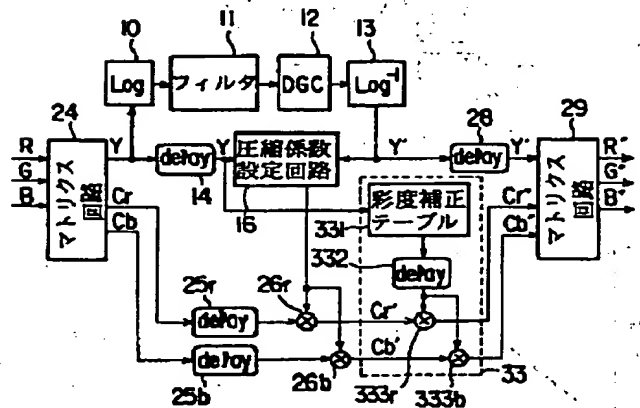 10
11
12
13
Log
フィルタ
DGC
Log⁻¹
24
28
29
R
G
B
マトリクス
回路
Y
delay
14
Y
圧縮係数
設定回路
16
Y'
delay
Y'
マトリクス
回路
R"
G"
B"
Cr
Cb
331
彩度補正
テーブル
332
delay
Cr"
Cb"
25r
delay
26r
Cr'
333r
25b
delay
26b
Cb'
333b
33